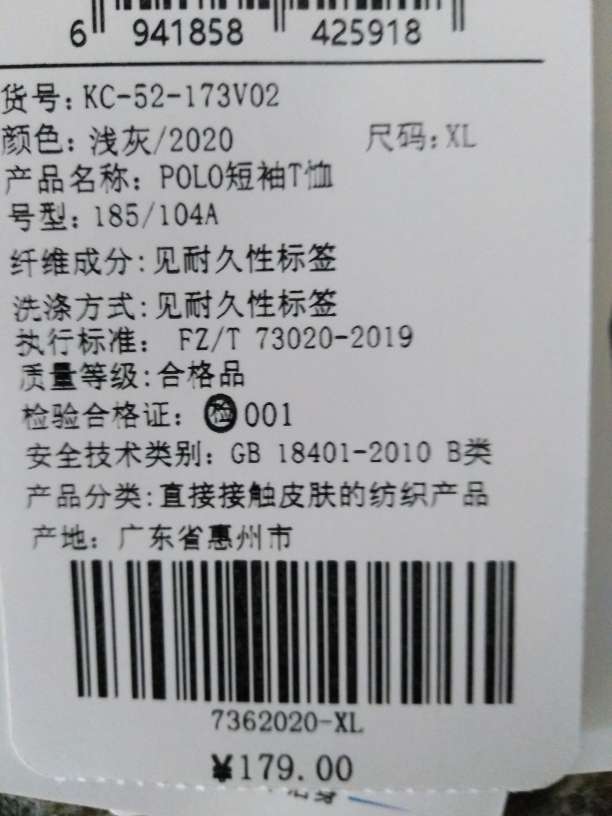 6 941858 425918
货号: KC-52-173V02
颜色: 浅灰/2020 尺码: XL
产品名称: POLO短袖T恤
号型: 185/104A
纤维成分: 见耐久性标签
洗涤方式: 见耐久性标签
执行标准: FZ/T 73020-2019
质量等级: 合格品
检验合格证: 检001
安全技术类别: GB 18401-2010 B类
产品分类: 直接接触皮肤的纺织产品
产地: 广东省惠州市
7362020-XL
¥179.00